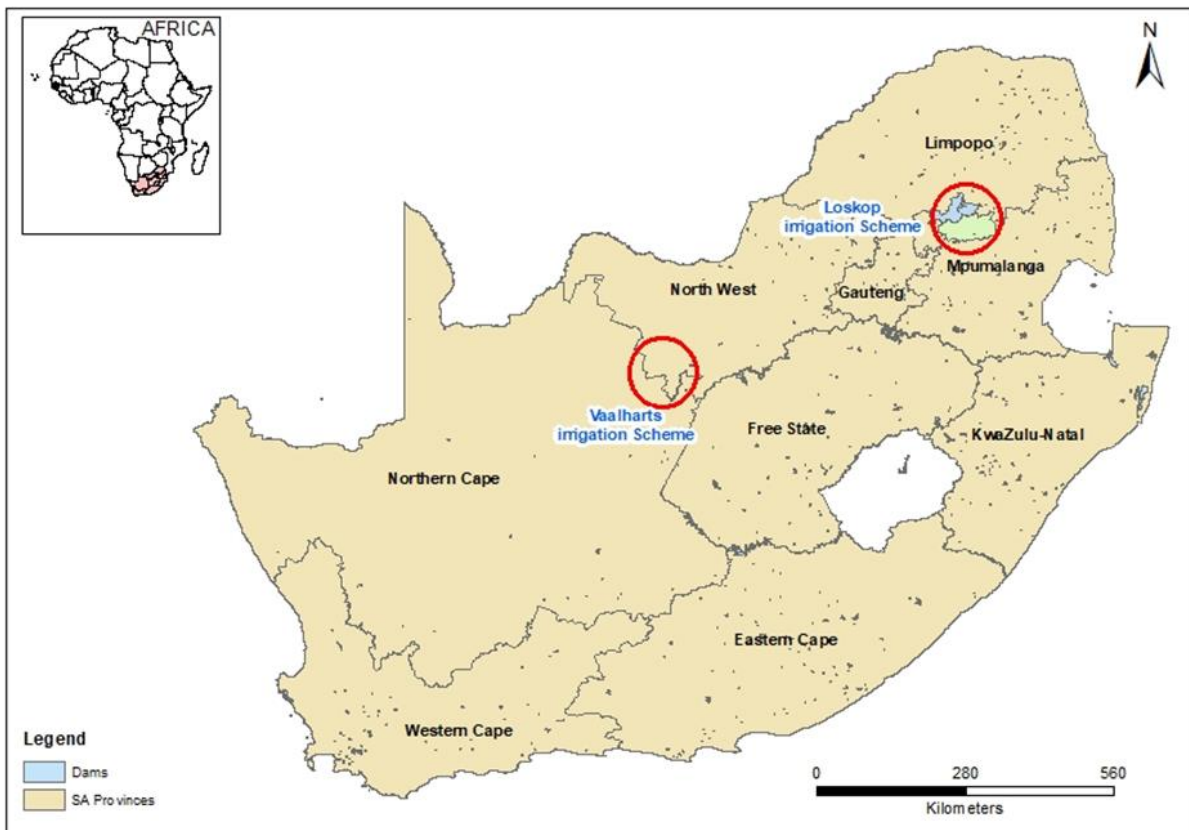 AFRICA
N
Limpopo
Loskop
irrigation Scheme
Mpumalanga
North West
Gauteng
Vaalharts
irrigation Scheme
Free State
KwaZulu-Natal
Northern Cape
Eastern Cape
Western Cape
Legend
Dams
SA Provinces
0 280 560
Kilometers